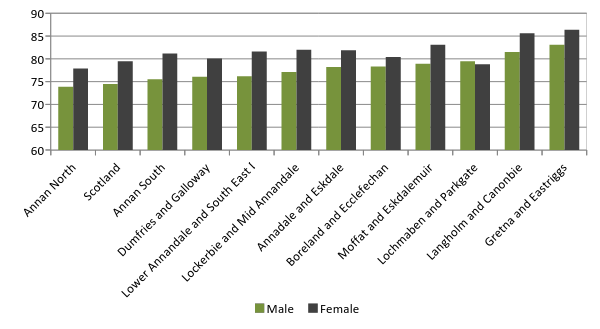 90
85
80
75
70
65
60
Annan North
Scotland
Annan South
Dumfries and Galloway
Lower Annandale and South East I
Lockerbie and Mid Annandale
Annadale and Eskdale
Boreland and Ecclefechan
Moffat and Eskdalemuir
Lochmaben and Parkgate
Langholm and Canonbie
Gretna and Eastriggs
Male Female